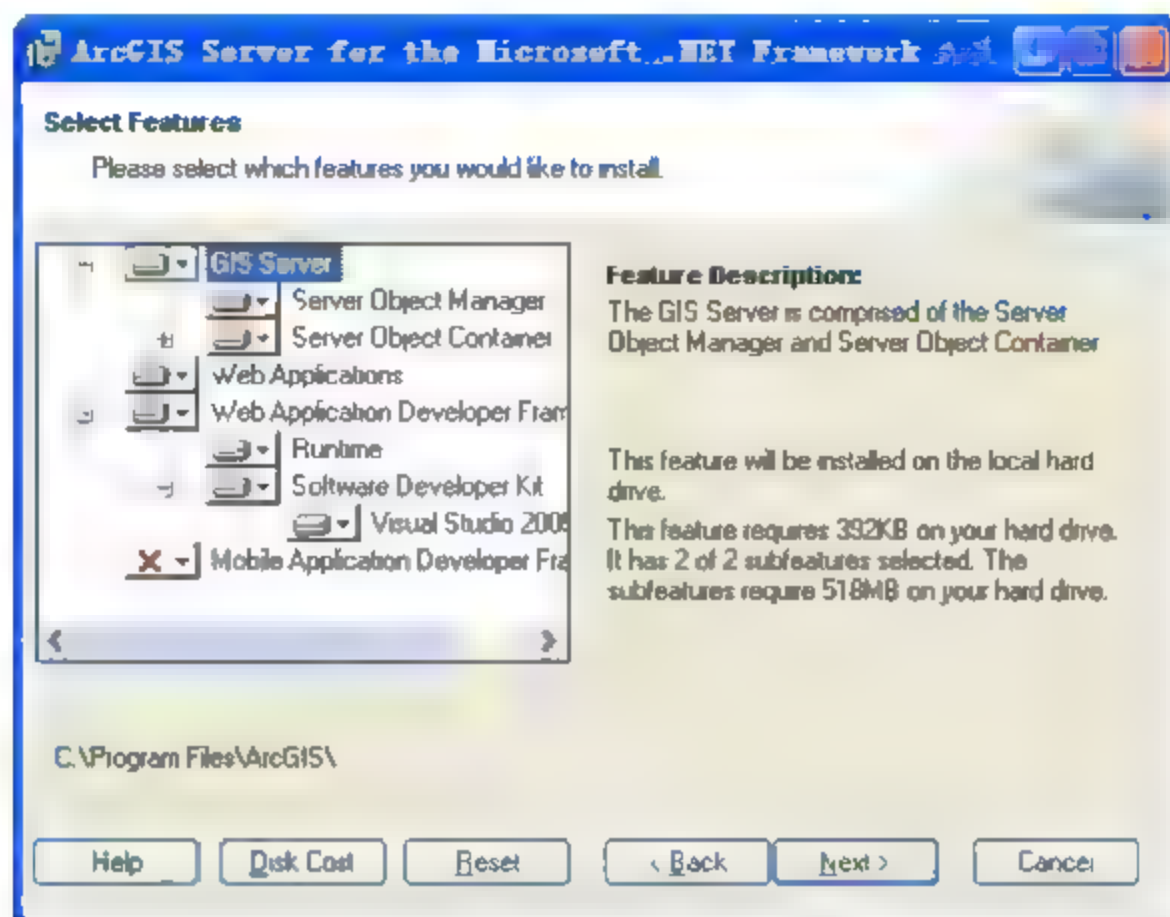 ArcGIS Server for the Microsoft .NET Framework
Select Features
Please select which features you would like to install.
GIS Server
Server Object Manager
Server Object Container
Web Applications
Web Application Developer Fram
Runtime
Software Developer Kit
Visual Studio 2005
Mobile Application Developer Fra
Feature Description:
The GIS Server is comprised of the Server
Object Manager and Server Object Container
This feature will be installed on the local hard
drive.
This feature requires 392KB on your hard drive.
It has 2 of 2 subfeatures selected. The
subfeatures require 518MB on your hard drive.
C:\Program Files\ArcGIS\
Help
Disk Cost
Reset
< Back
Next >
Cancel